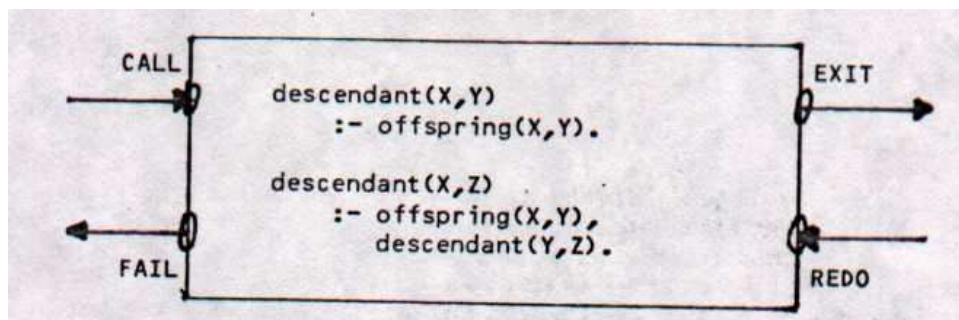 CALL
EXIT
descendant(X,Y)
:- offspring(X,Y).
descendant(X,Z)
:- offspring(X,Y),
descendant(Y,Z).
FAIL
REDO